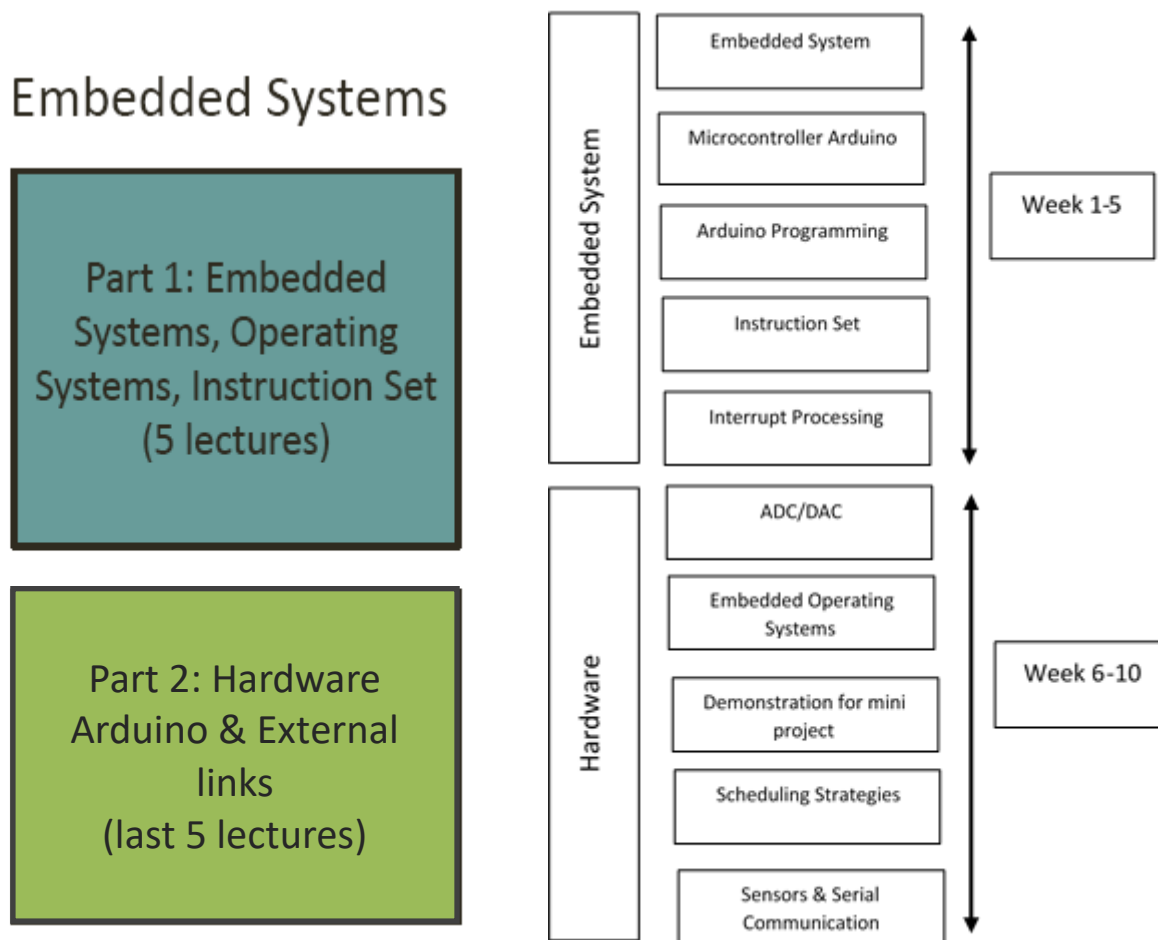 Embedded Systems
Part 1: Embedded
Systems, Operating
Systems, Instruction Set
(5 lectures)
Part 2: Hardware
Arduino & External
links
(last 5 lectures)
Embedded System
Embedded System
Microcontroller Arduino
Arduino Programming
Instruction Set
Interrupt Processing
Week 1-5
Hardware
ADC/DAC
Embedded Operating
Systems
Demonstration for mini
project
Scheduling Strategies
Sensors & Serial
Communication
Week 6-10